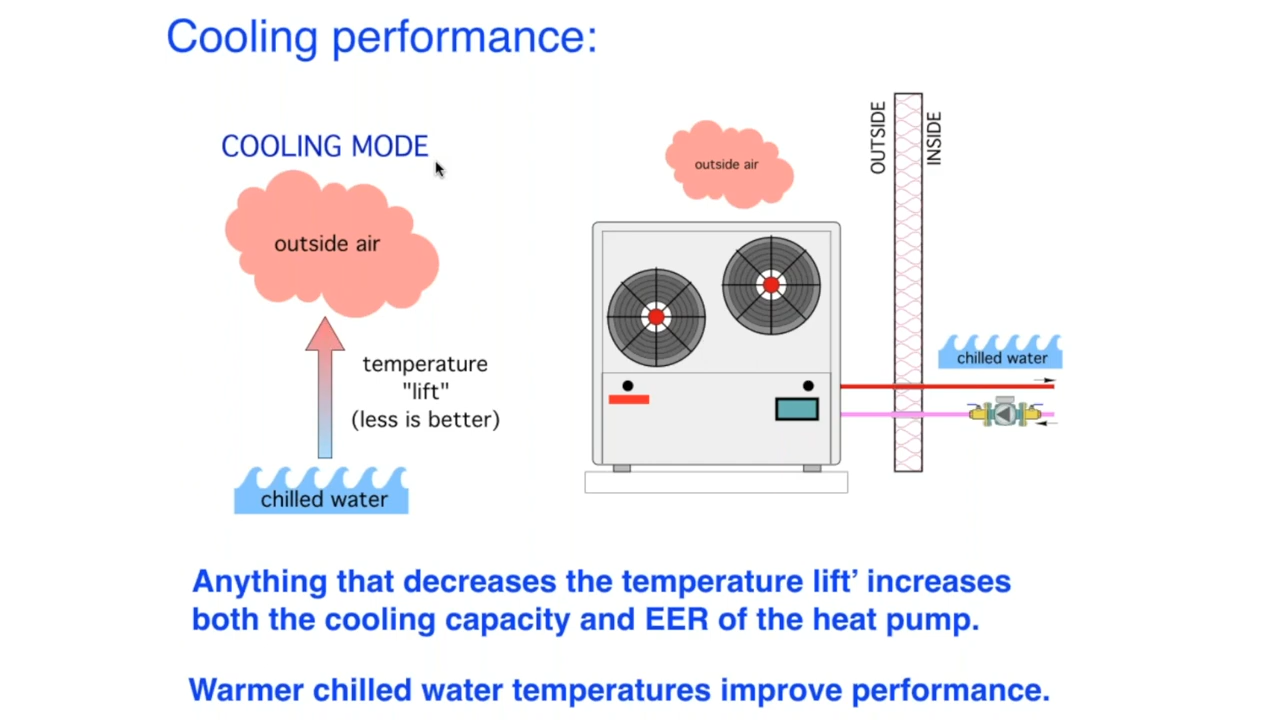 Cooling performance:
COOLING MODE
outside air
temperature
"lift"
(less is better)
chilled water
outside air
OUTSIDE
INSIDE
chilled water
Anything that decreases the temperature lift’ increases
both the cooling capacity and EER of the heat pump.
Warmer chilled water temperatures improve performance.